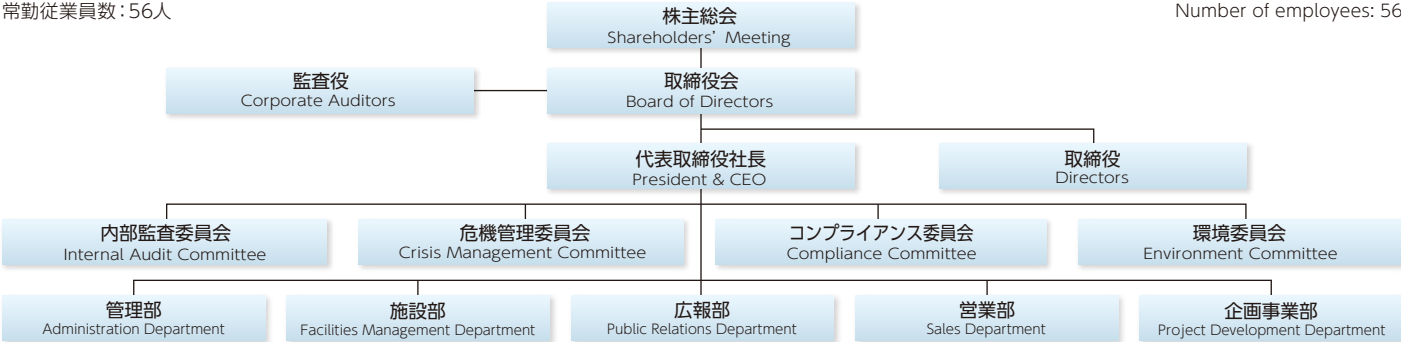 常勤従業員数：56人
Number of employees: 56
株主総会
Shareholders’ Meeting
監査役
Corporate Auditors
取締役会
Board of Directors
代表取締役社長
President & CEO
取締役
Directors
内部監査委員会
Internal Audit Committee
危機管理委員会
Crisis Management Committee
コンプライアンス委員会
Compliance Committee
環境委員会
Environment Committee
管理部
Administration Department
施設部
Facilities Management Department
広報部
Public Relations Department
営業部
Sales Department
企画事業部
Project Development Department